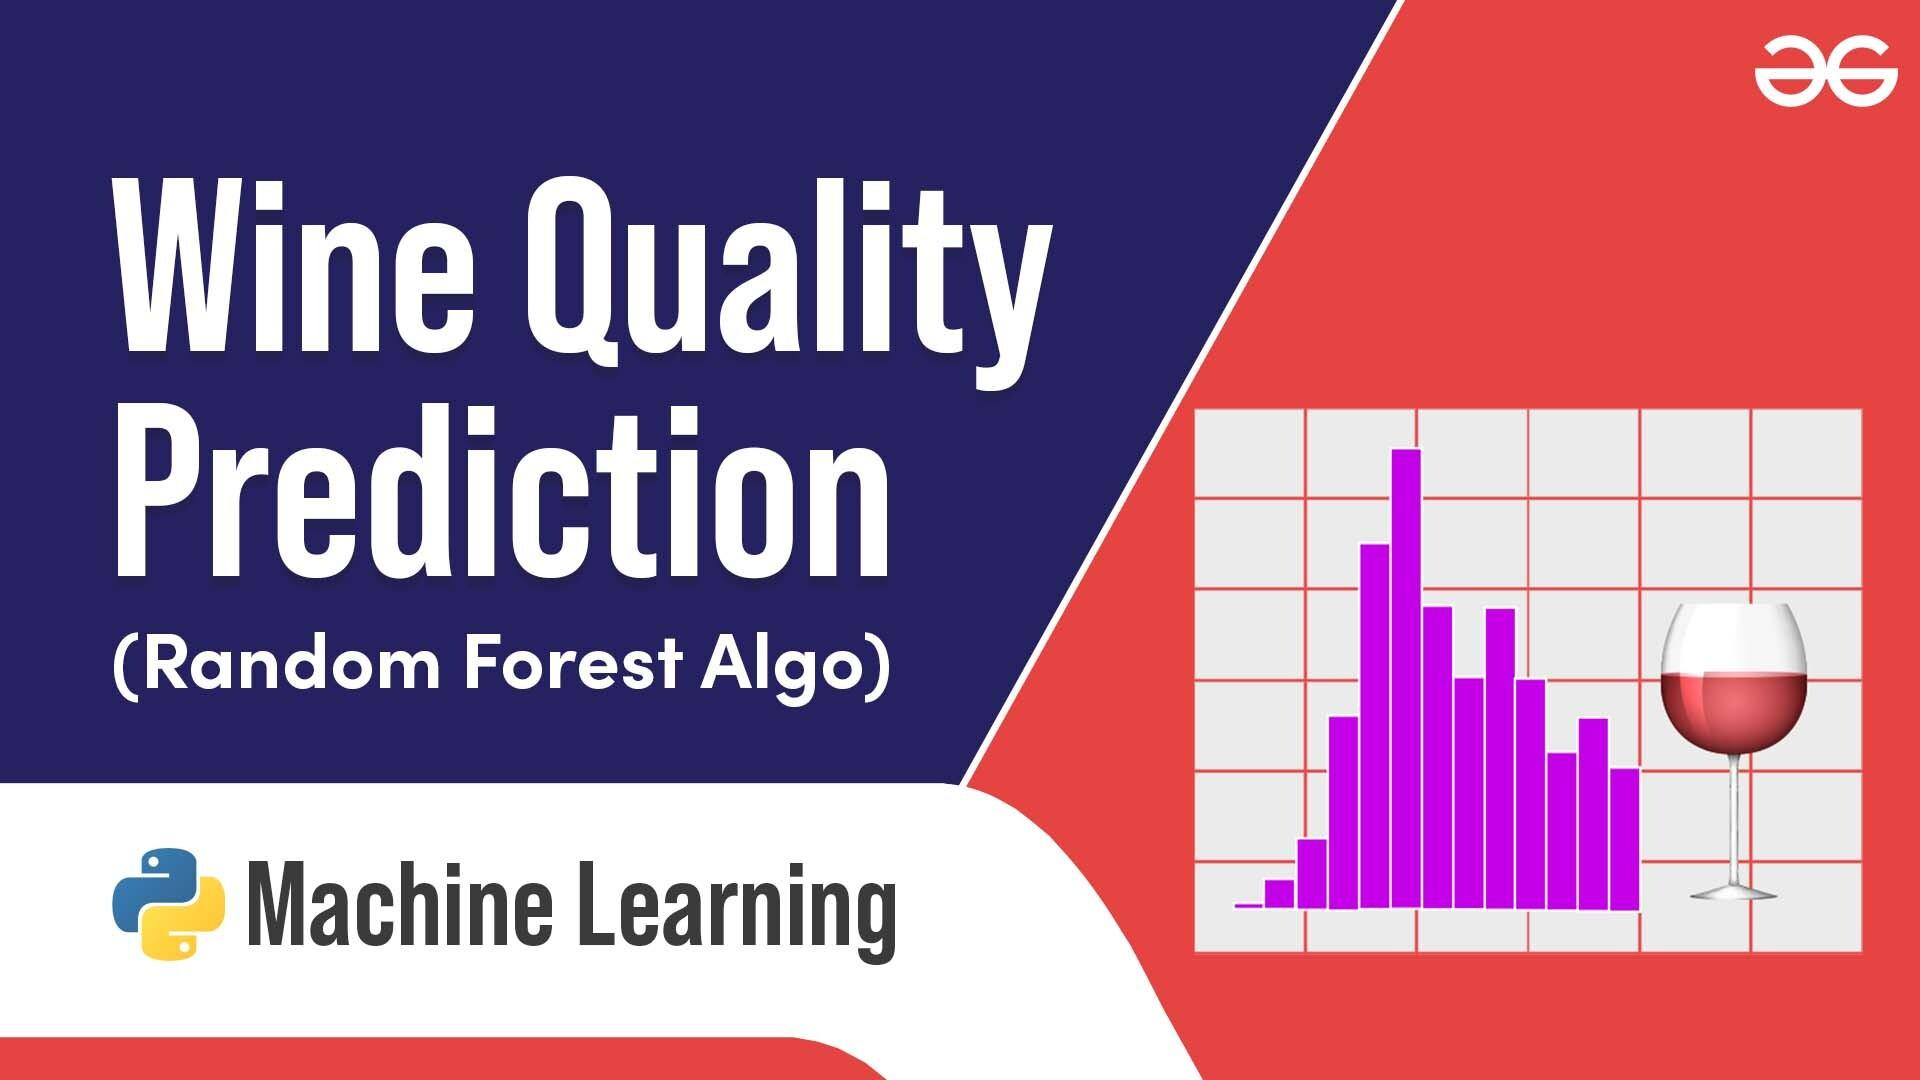 Wine Quality
Prediction
(Random Forest Algo)
Machine Learning